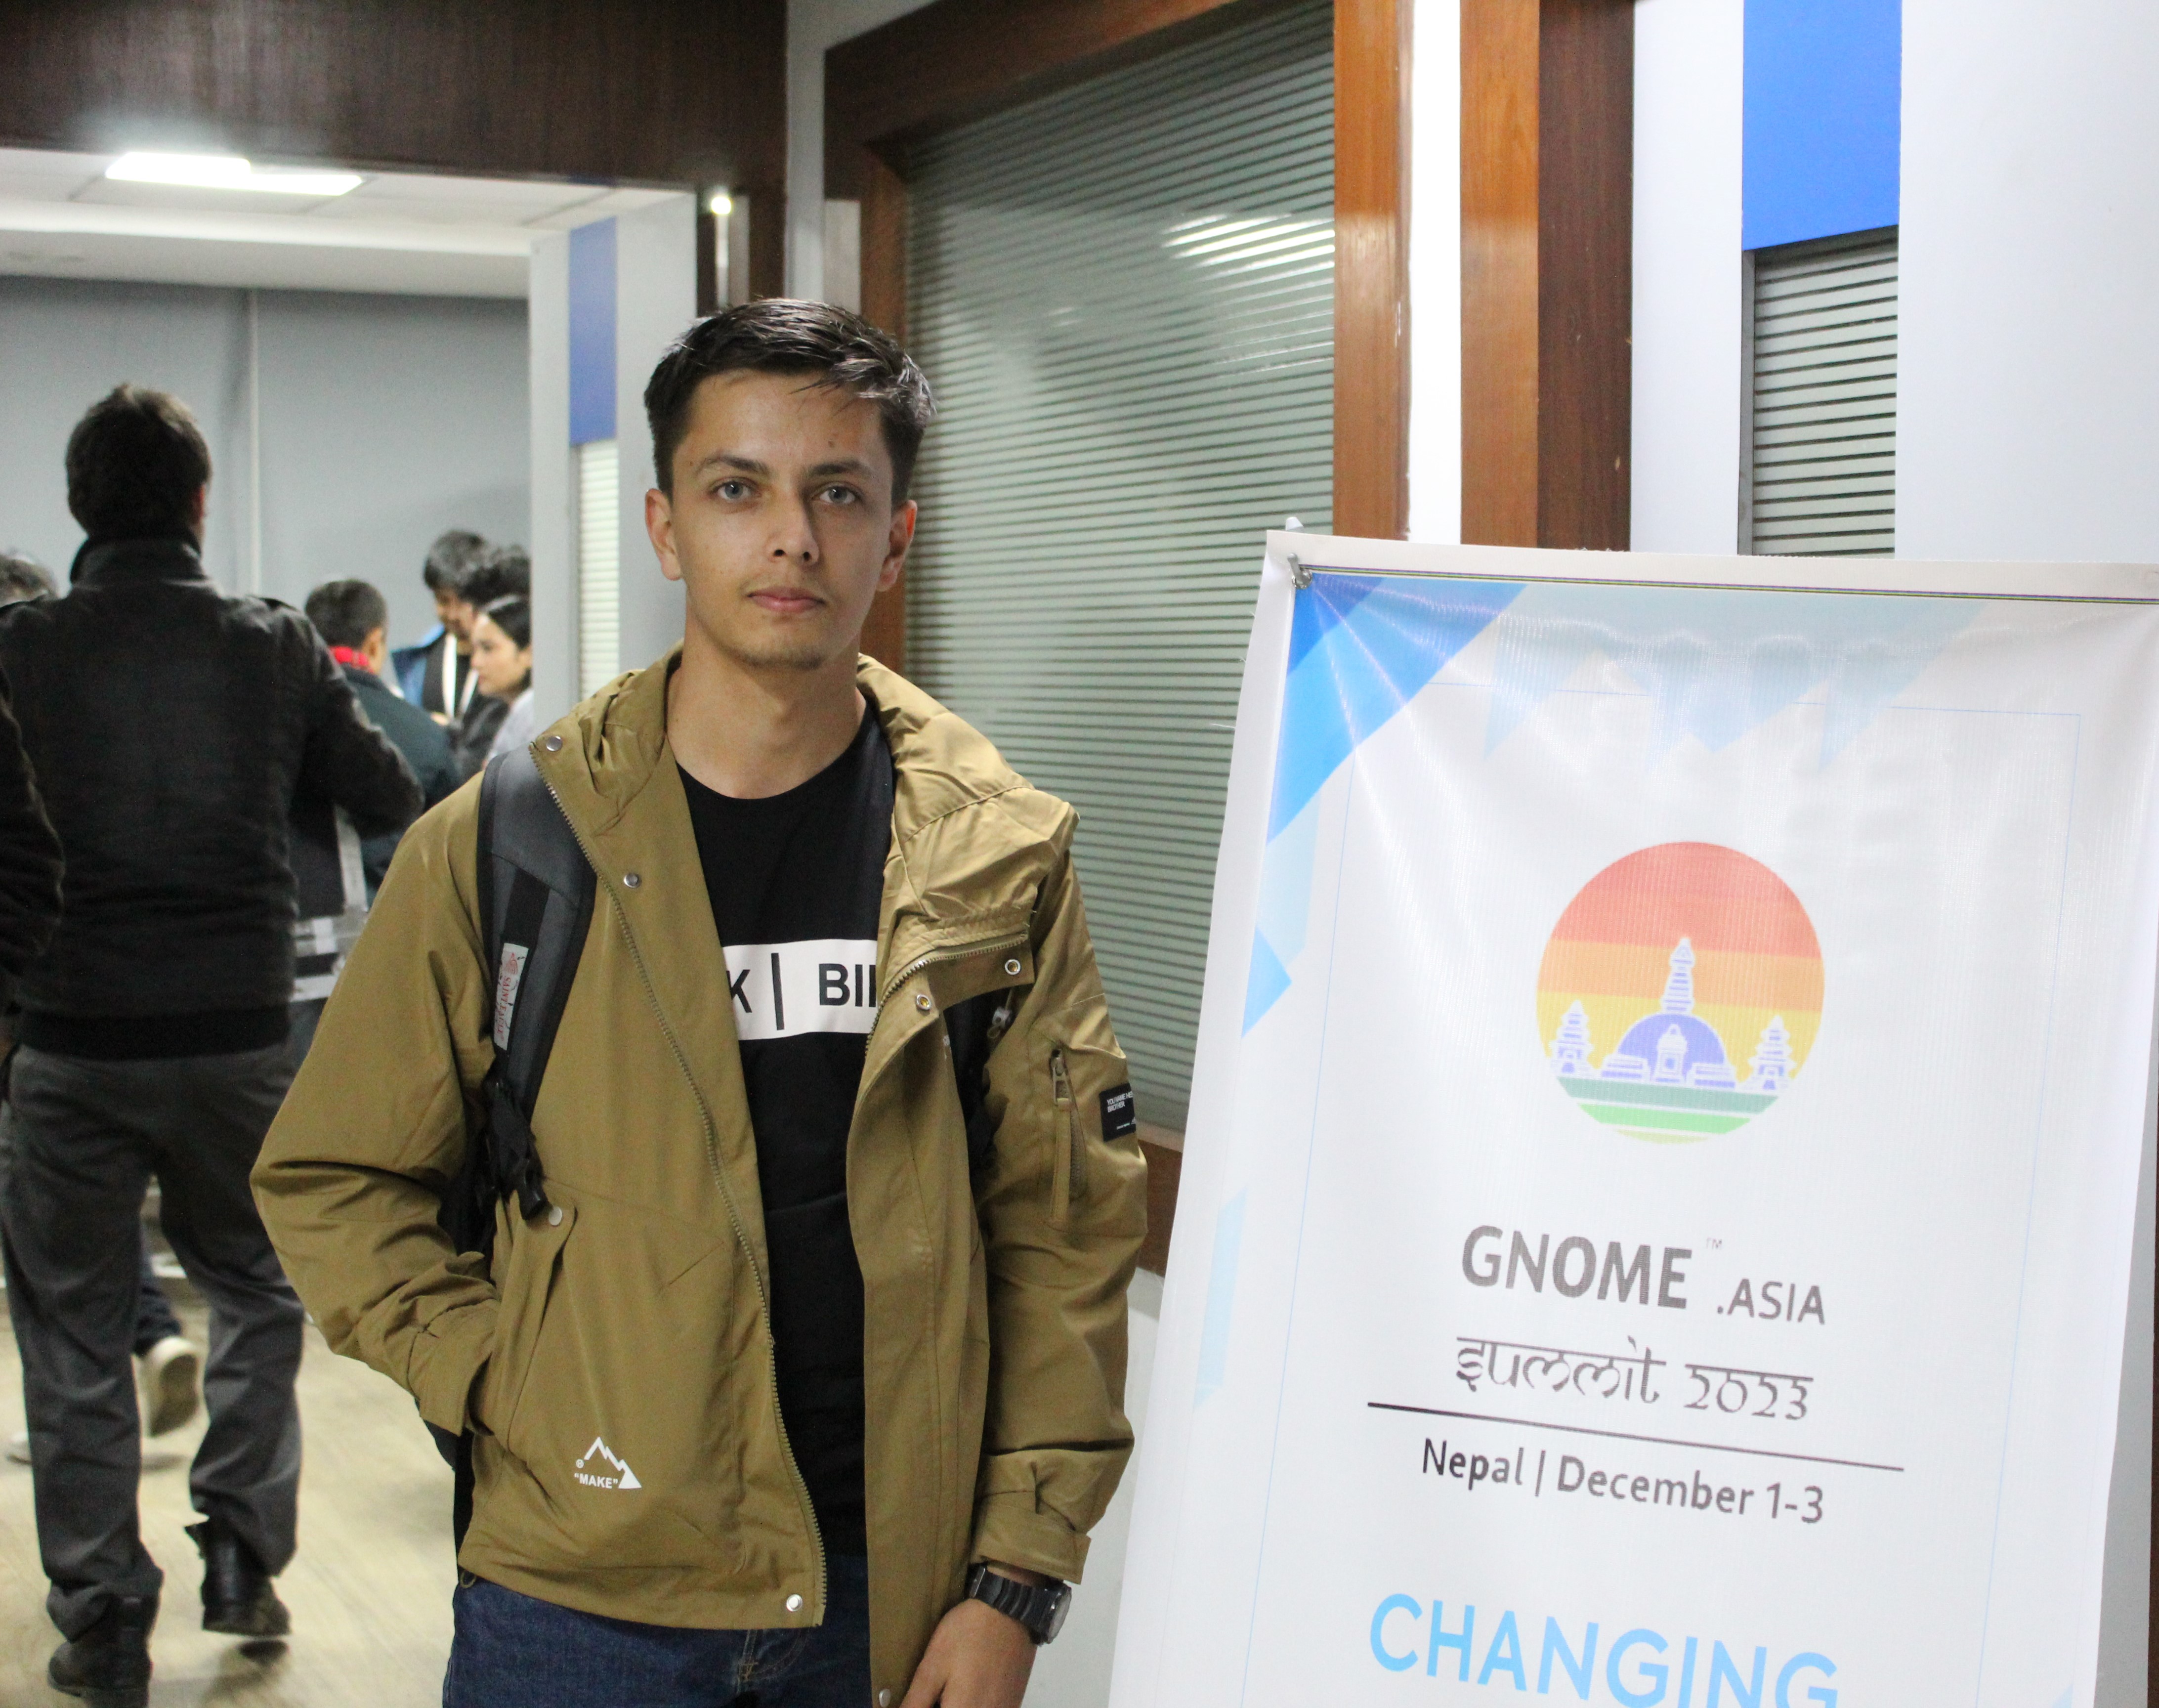 K | BI
"MAKE"
GNOME™.ASIA
summit 2023
Nepal | December 1-3
CHANGING